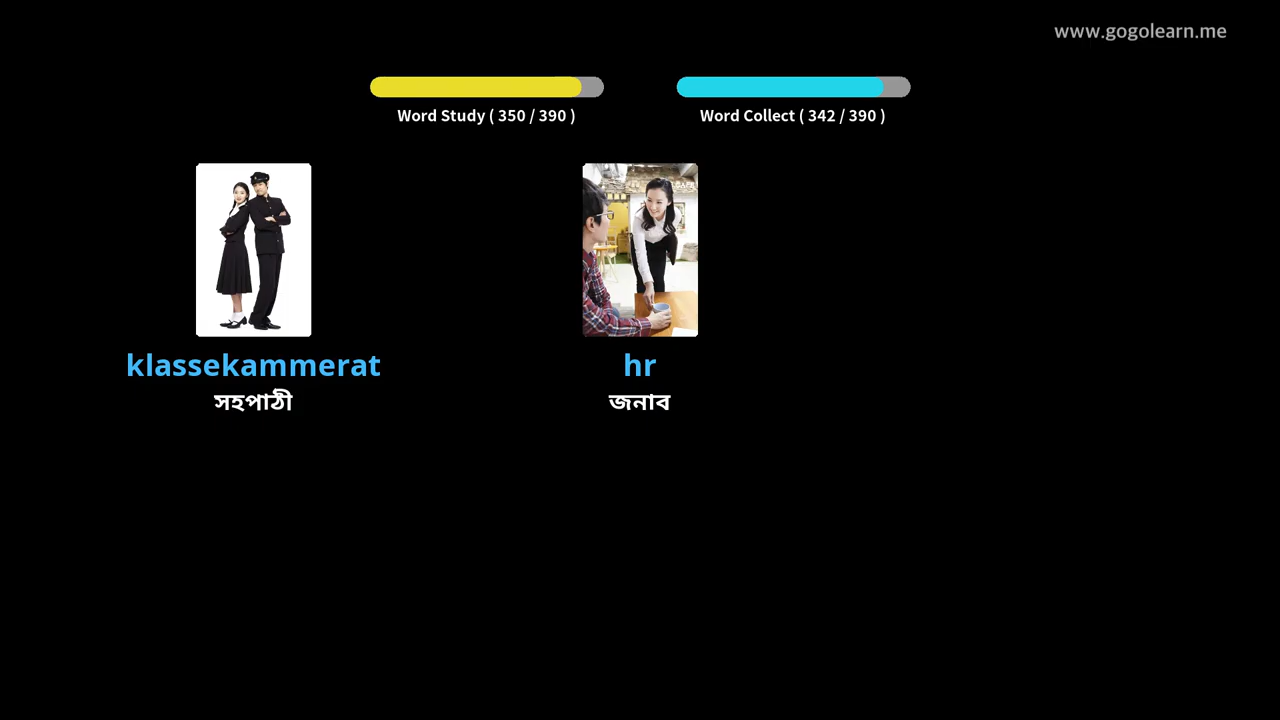 www.gogolearn.me
Word Study ( 350 / 390 )
Word Collect ( 342 / 390 )
klassekammerat
সহপাঠী
hr
জনাব